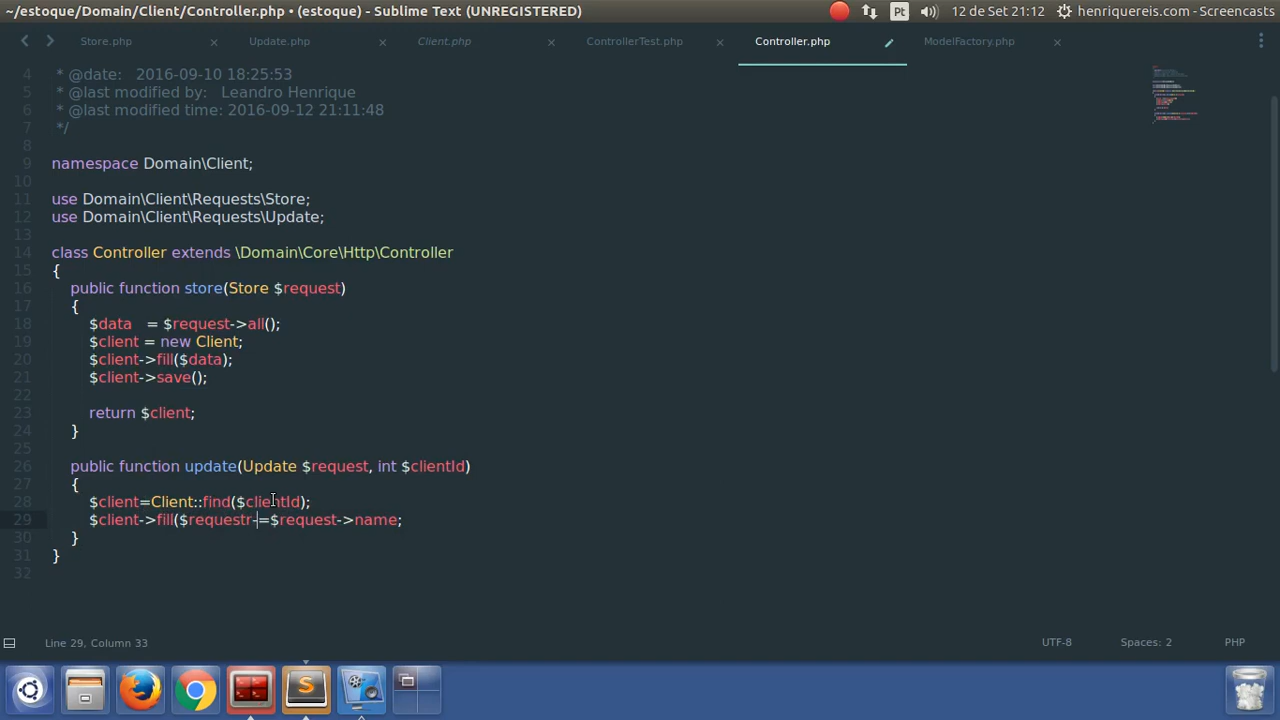 ~/estoque/Domain/Client/Controller.php • (estoque) - Sublime Text (UNREGISTERED)
Pt
12 de Set 21:12
henriquereis.com - Screencasts
Store.php
Update.php
Client.php
ControllerTest.php
Controller.php
ModelFactory.php
4 * @date: 2016-09-10 18:25:53
5 * @last modified by: Leandro Henrique
6 * @last modified time: 2016-09-12 21:11:48
7 */
8
9 namespace Domain\Client;
10
11 use Domain\Client\Requests\Store;
12 use Domain\Client\Requests\Update;
13
14 class Controller extends \Domain\Core\Http\Controller
15 {
16 public function store(Store $request)
17 {
18 $data = $request->all();
19 $client = new Client;
20 $client->fill($data);
21 $client->save();
22
23 return $client;
24 }
25
26 public function update(Update $request, int $clientId)
27 {
28 $client=Client::find($clientId);
29 $client->fill($requestr-=$request->name;
30 }
31 }
32
Line 29, Column 33
UTF-8
Spaces: 2
PHP